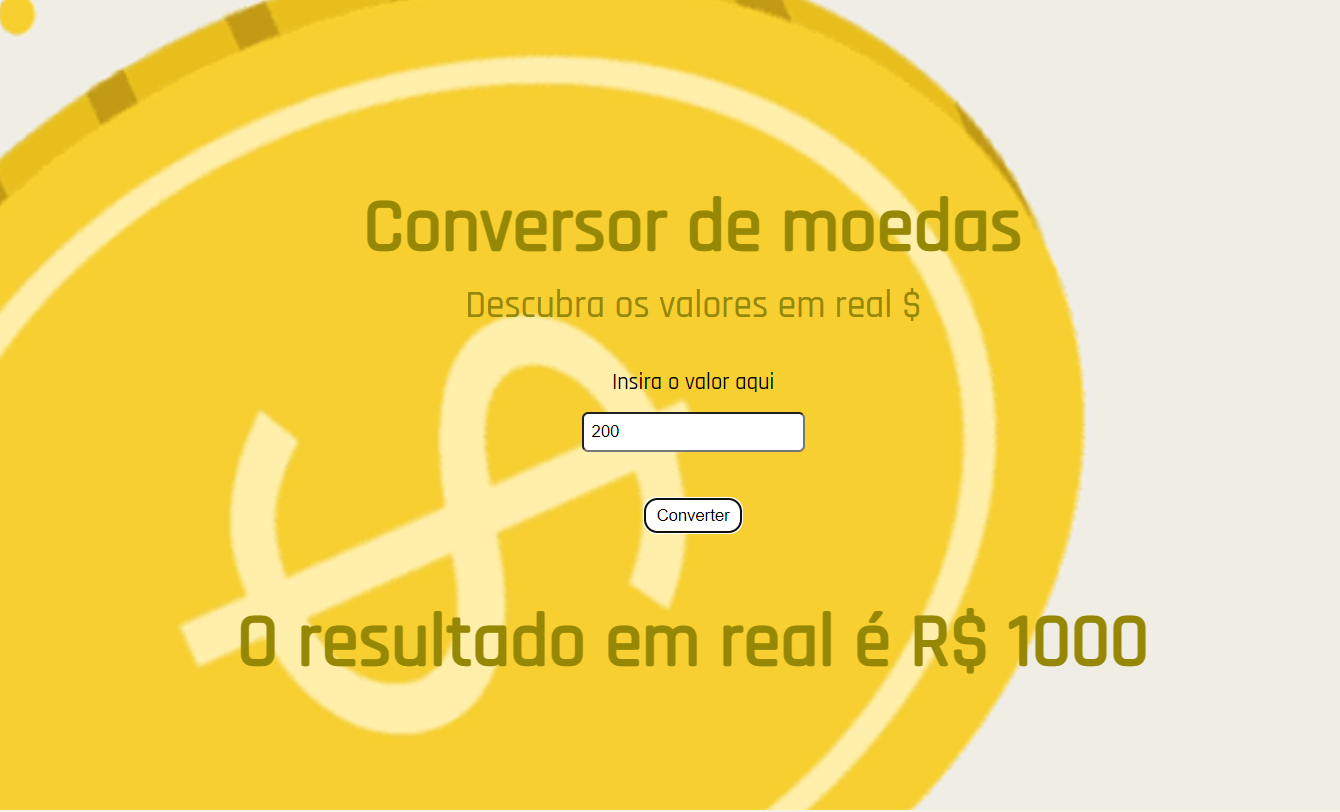 Conversor de moedas
Descubra os valores em real $
Insira o valor aqui
200
Converter
O resultado em real é R$ 1000